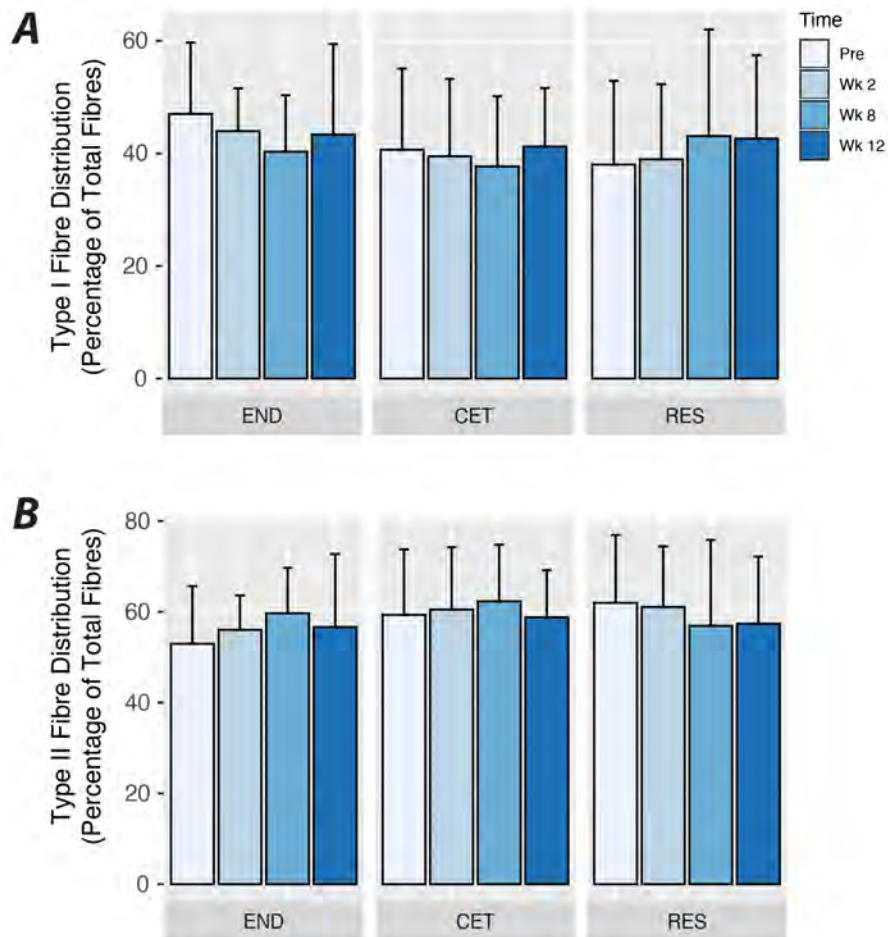 A
Type I Fibre Distribution
(Percentage of Total Fibres)
60
40
20
0
END
CET
RES
Time
Pre
Wk 2
Wk 8
Wk 12
B
Type II Fibre Distribution
(Percentage of Total Fibres)
80
60
40
20
0
END
CET
RES